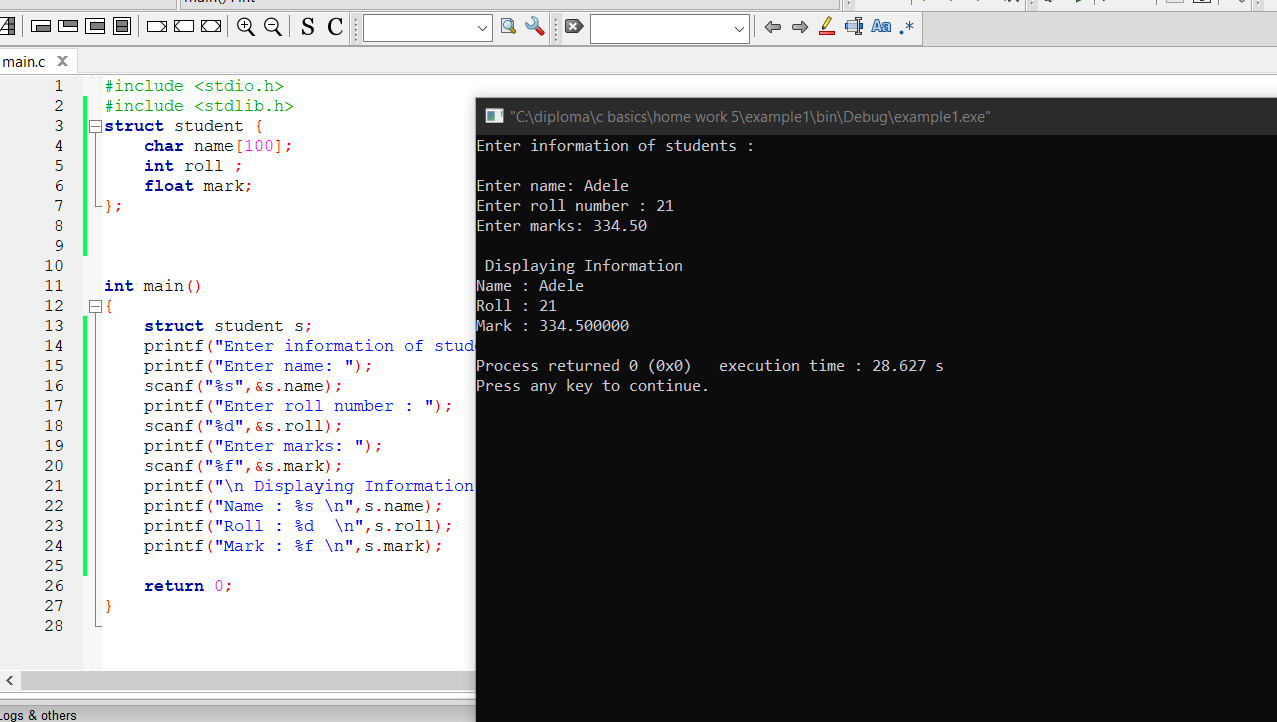 S C
main.c
1 #include <stdio.h>
2 #include <stdlib.h>
3 struct student {
4 char name[100];
5 int roll ;
6 float mark;
7 };
8
9
10
11 int main()
12 {
13 struct student s;
14 printf("Enter information of stud
15 printf("Enter name: ");
16 scanf("%s",&s.name);
17 printf("Enter roll number : ");
18 scanf("%d",&s.roll);
19 printf("Enter marks: ");
20 scanf("%f",&s.mark);
21 printf("\n Displaying Information
22 printf("Name : %s \n",s.name);
23 printf("Roll : %d  \n",s.roll);
24 printf("Mark : %f \n",s.mark);
25
26 return 0;
27 }
28
"C:\diploma\c basics\home work 5\example1\bin\Debug\example1.exe"
Enter information of students :
Enter name: Adele
Enter roll number : 21
Enter marks: 334.50
Displaying Information
Name : Adele
Roll : 21
Mark : 334.500000
Process returned 0 (0x0)   execution time : 28.627 s
Press any key to continue.
Aa .*
ogs & others